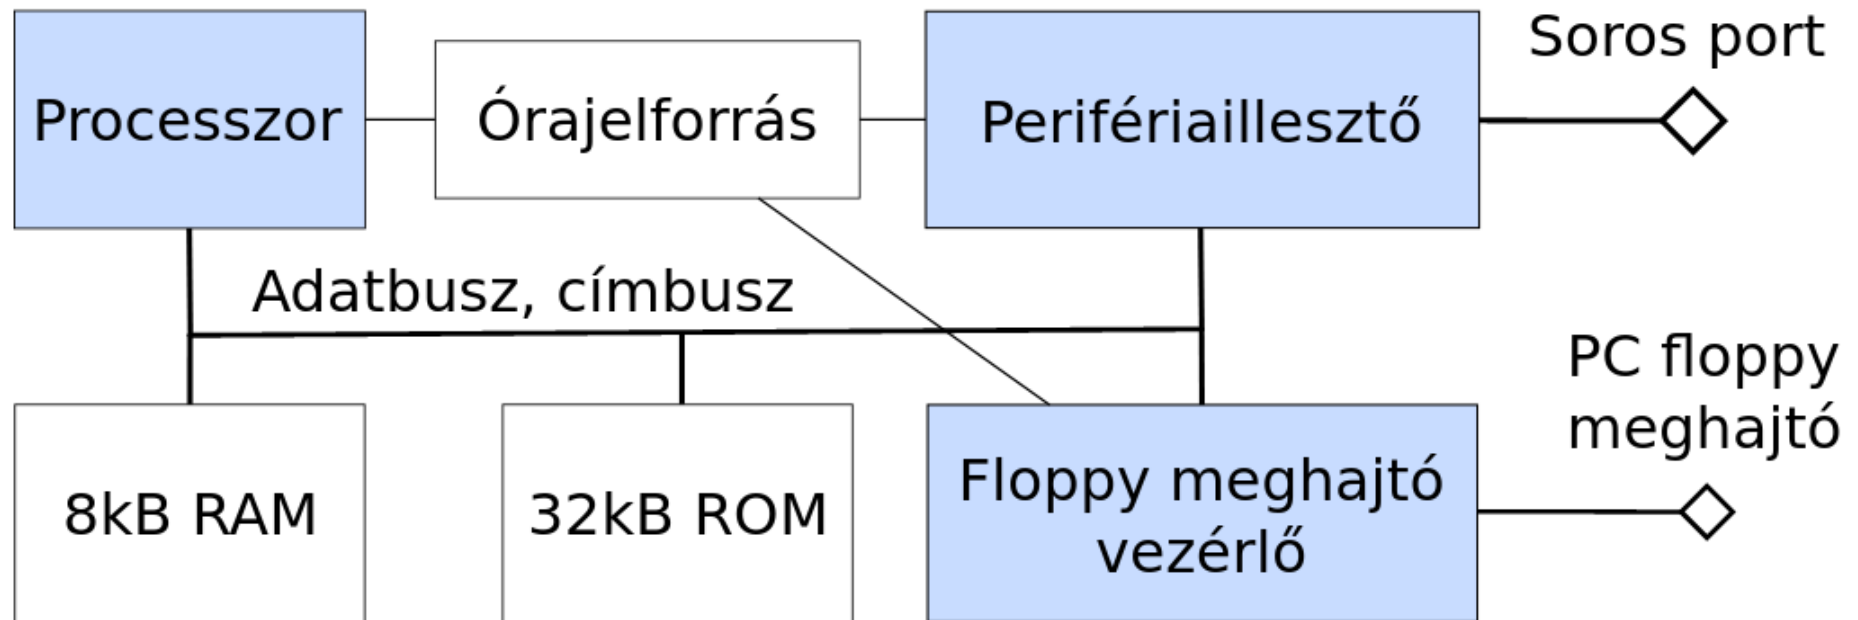 Soros port
Processzor
Órajelforrás
Perifériaillesztő
Adatbusz, címbusz
PC floppy
meghajtó
8kB RAM
32kB ROM
Floppy meghajtó
vezérlő